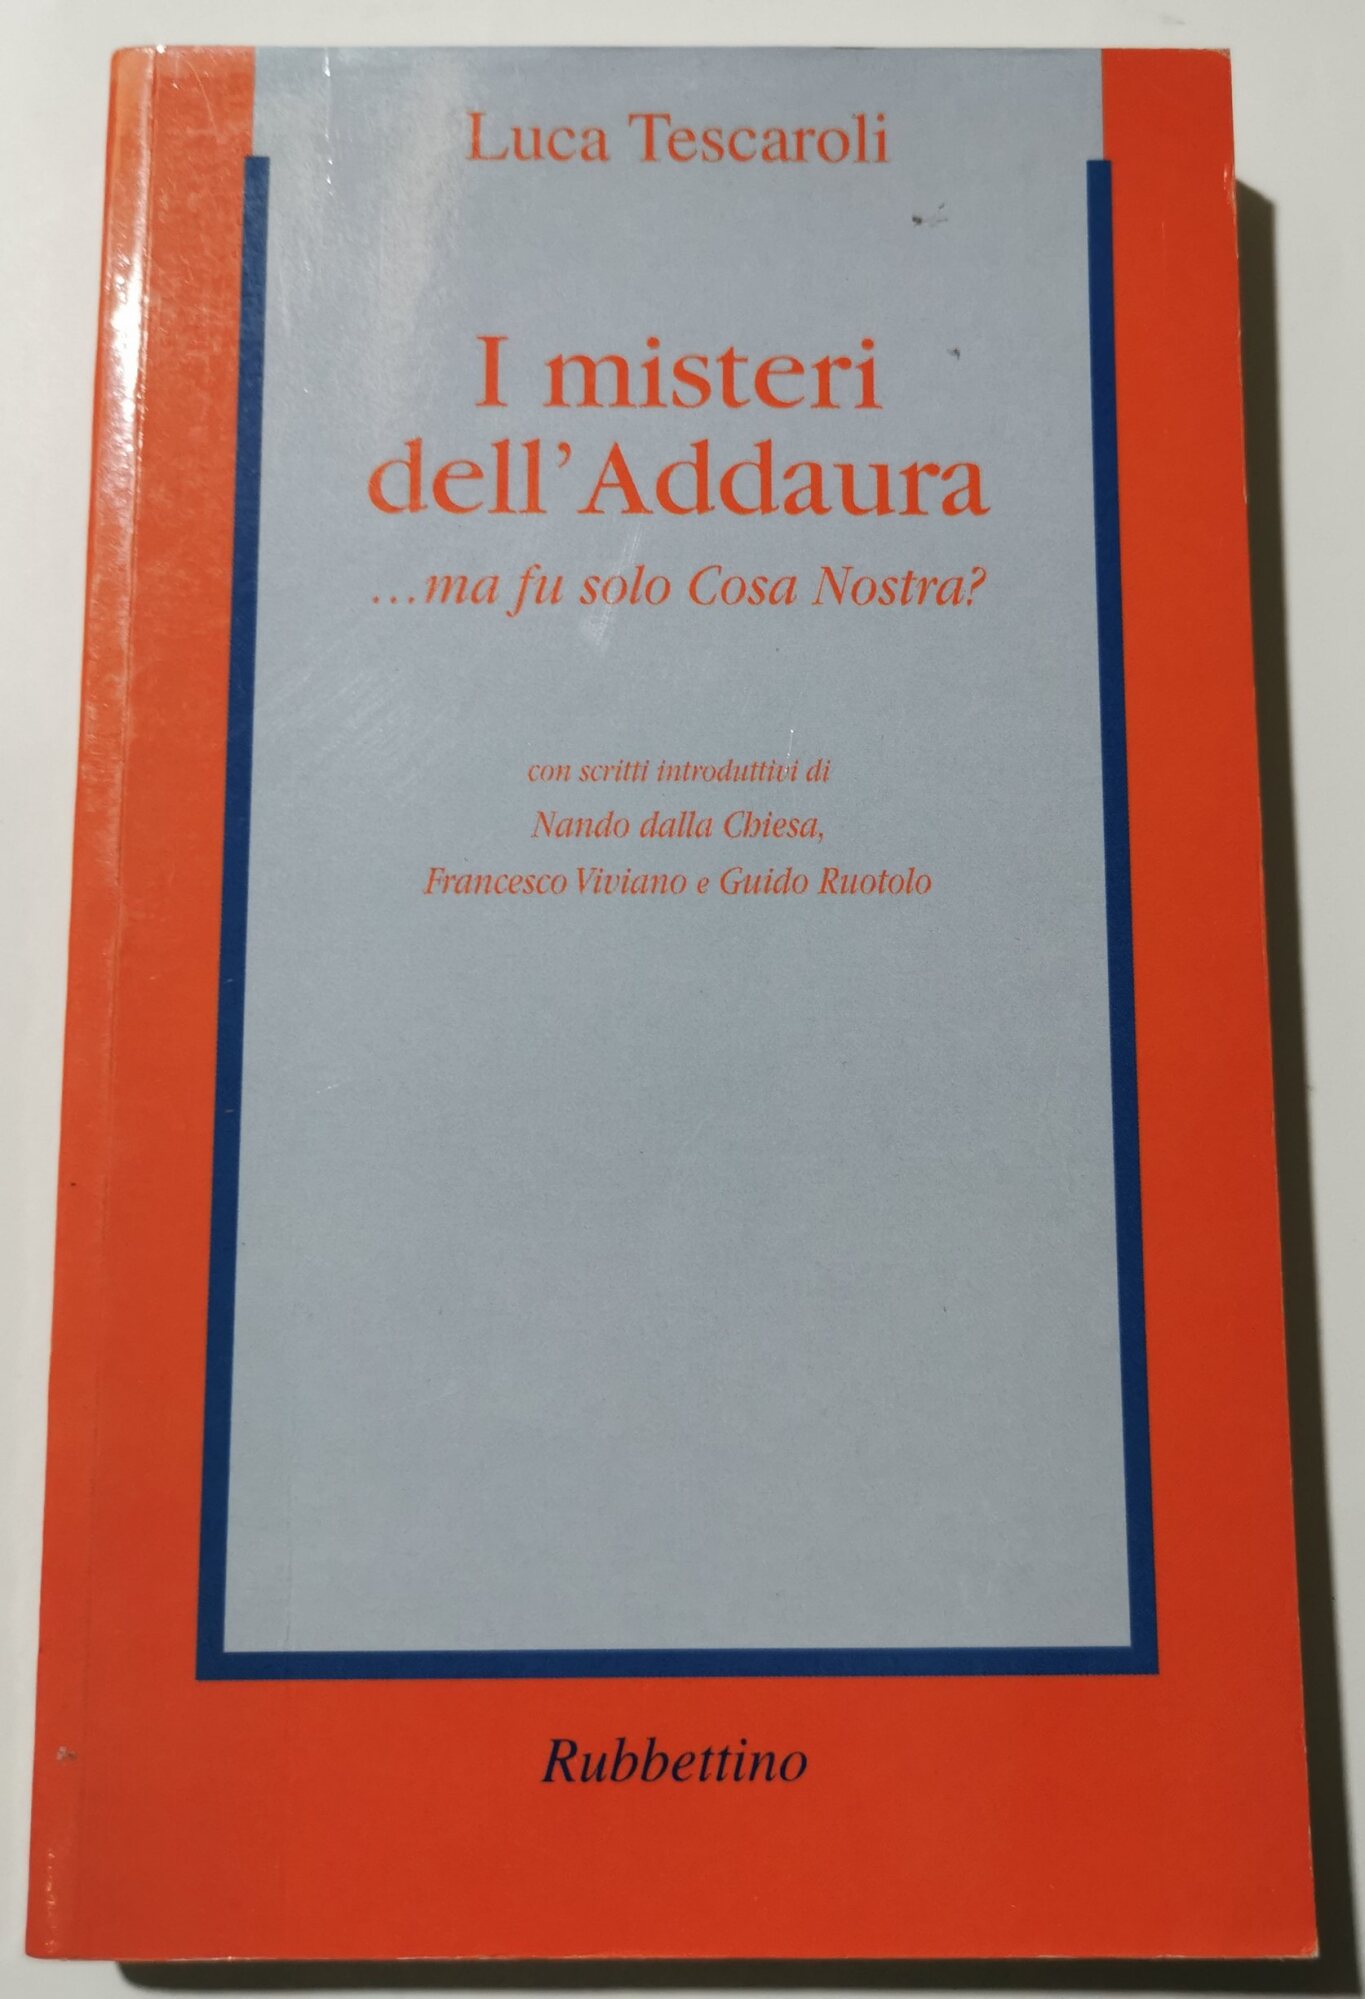 Luca Tescaroli
I misteri
dell'Addaura
...ma fu solo Cosa Nostra?
con scritti introduttivi di
Nando dalla Chiesa,
Francesco Viviano e Guido Ruotolo
Rubbettino